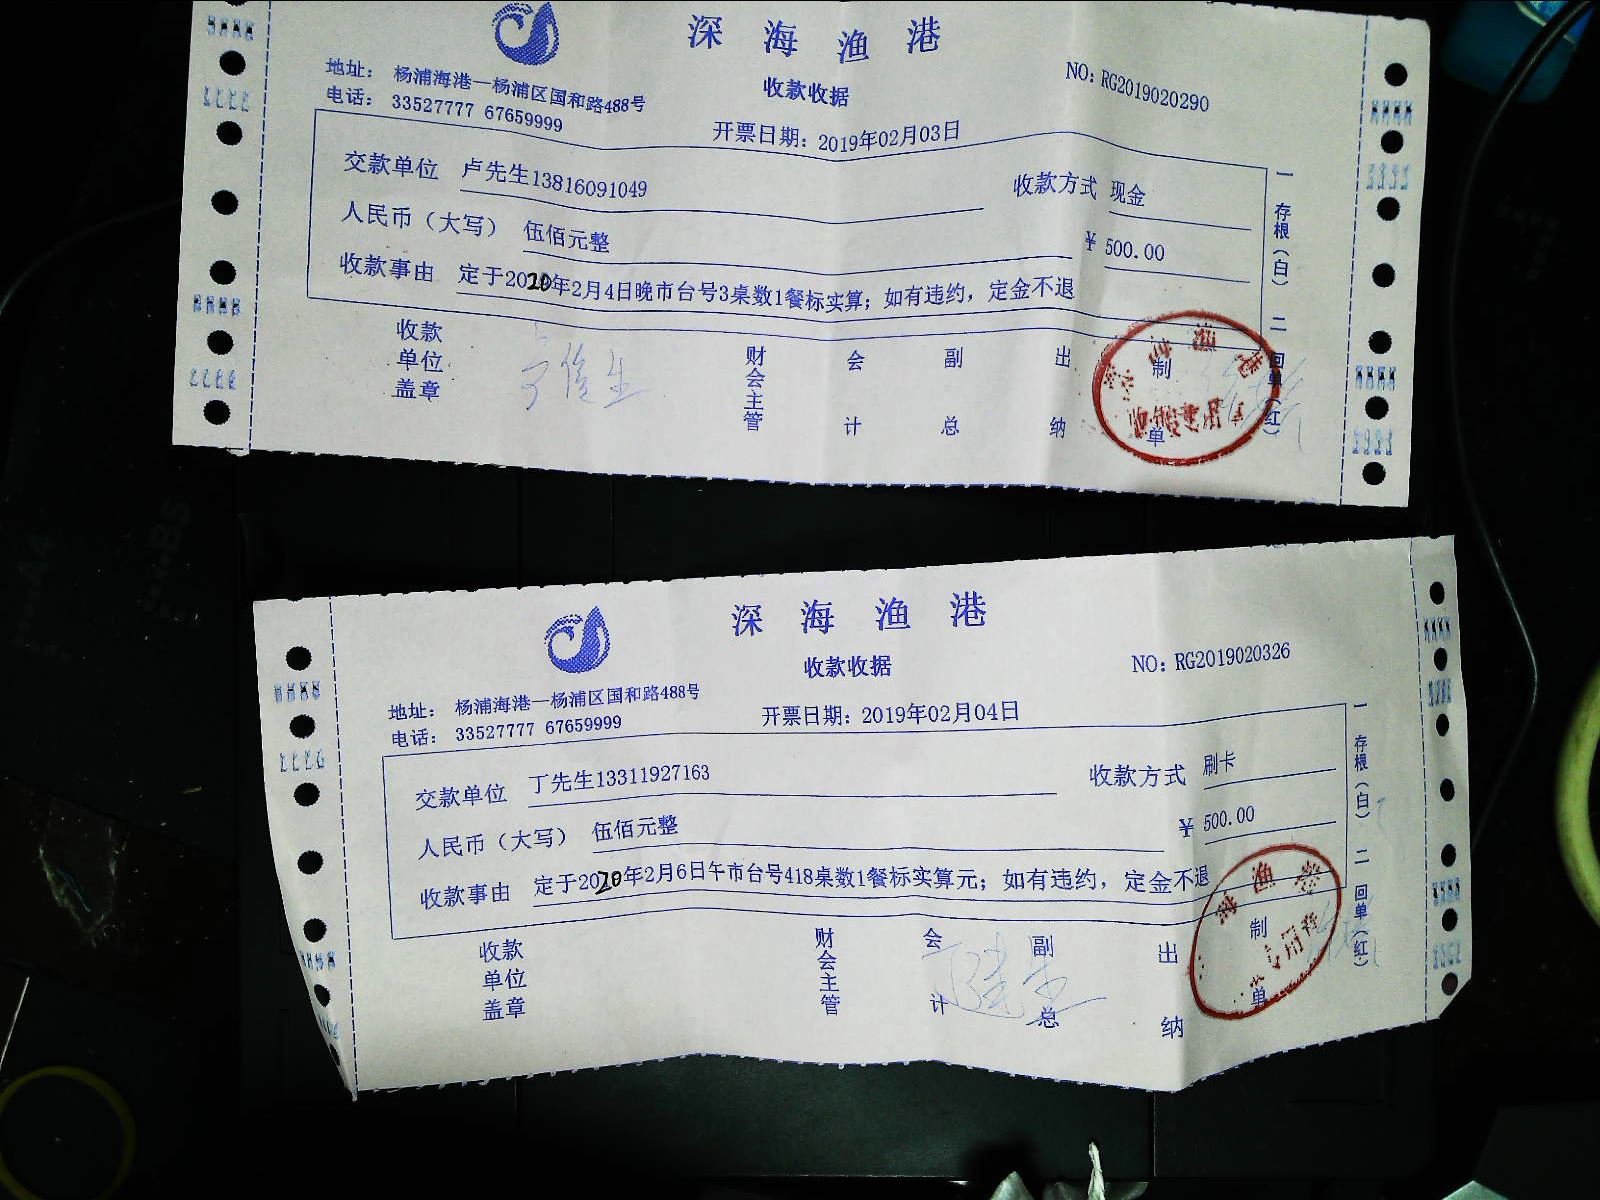 深海渔港
收款收据
NO: RG2019020290
地址： 杨浦海港—杨浦区国和路488号
电话： 33527777 67659999
开票日期: 2019年02月03日
交款单位 卢先生13816091049 收款方式 现金
人民币（大写） 伍佰元整 ¥ 500.00
收款事由 定于2020年2月4日晚市台号3桌数1餐标实算；如有违约，定金不退
收款单位盖章 财会主管 会计 副总 出纳 制单
一存根（白） 二回单（红）
深海渔港
收款收据
NO: RG2019020326
地址： 杨浦海港—杨浦区国和路488号
电话： 33527777 67659999
开票日期: 2019年02月04日
交款单位 丁先生13311927163 收款方式 刷卡
人民币（大写） 伍佰元整 ¥ 500.00
收款事由 定于2020年2月6日午市台号418桌数1餐标实算元；如有违约，定金不退
收款单位盖章 财会主管 会计 副总 出纳 制单
一存根（白） 二回单（红）